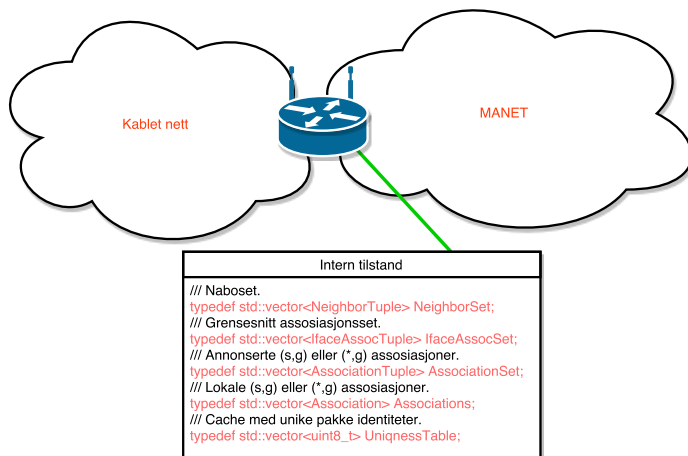 Kablet nett
MANET
Intern tilstand
/// Naboset.
typedef std::vector<NeighborTuple> NeighborSet;
/// Grensesnitt assosiasjonsset.
typedef std::vector<IfaceAssocTuple> IfaceAssocSet;
/// Annonserte (s,g) eller (*,g) assosiasjoner.
typedef std::vector<AssociationTuple> AssociationSet;
/// Lokale (s,g) eller (*,g) assosiasjoner.
typedef std::vector<Association> Associations;
/// Cache med unike pakke identiteter.
typedef std::vector<uint8_t> UniqnessTable;